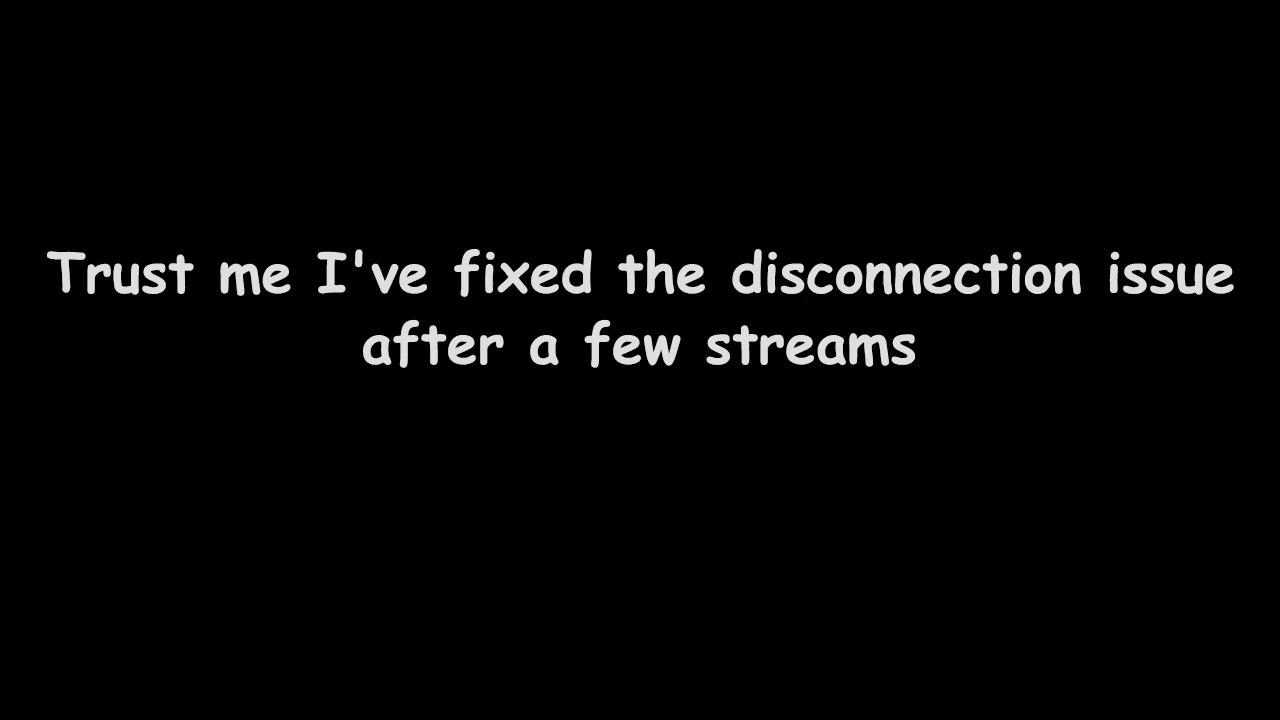 Trust me I've fixed the disconnection issue
after a few streams